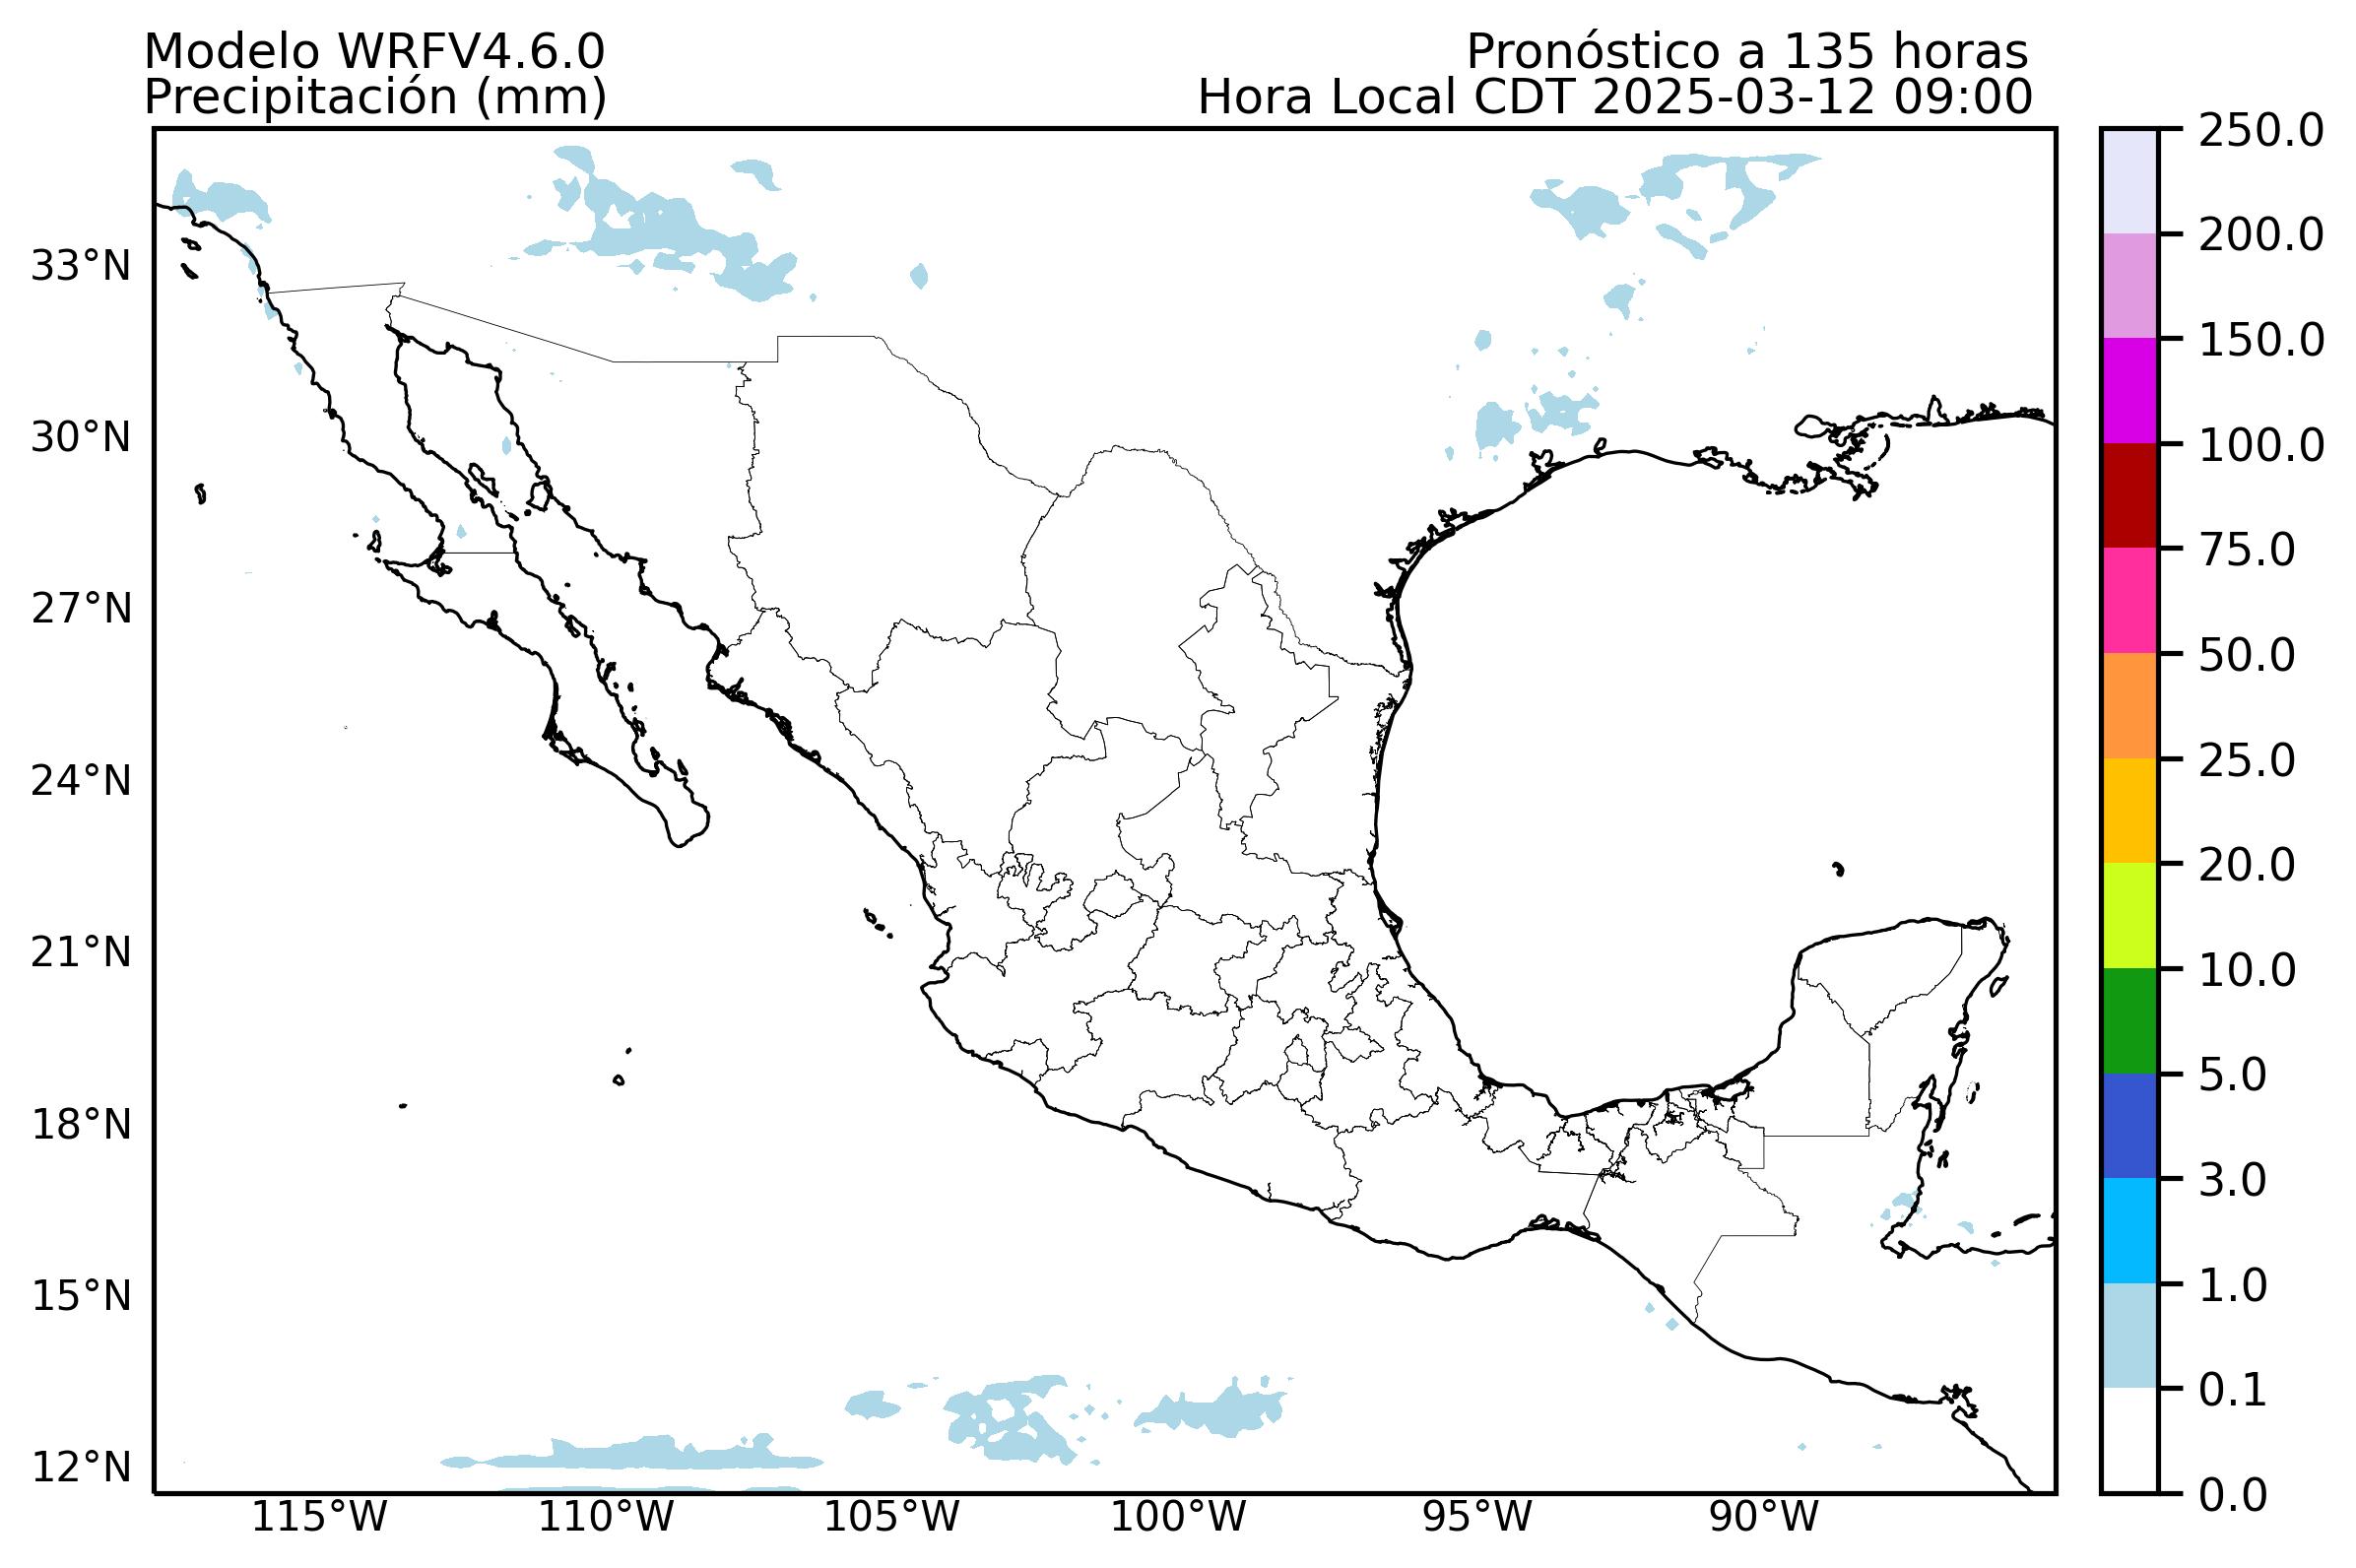 Modelo WRFV4.6.0
Precipitación (mm)
Pronóstico a 135 horas
Hora Local CDT 2025-03-12 09:00
33°N
30°N
27°N
24°N
21°N
18°N
15°N
12°N
115°W
110°W
105°W
100°W
95°W
90°W
250.0
200.0
150.0
100.0
75.0
50.0
25.0
20.0
10.0
5.0
3.0
1.0
0.1
0.0